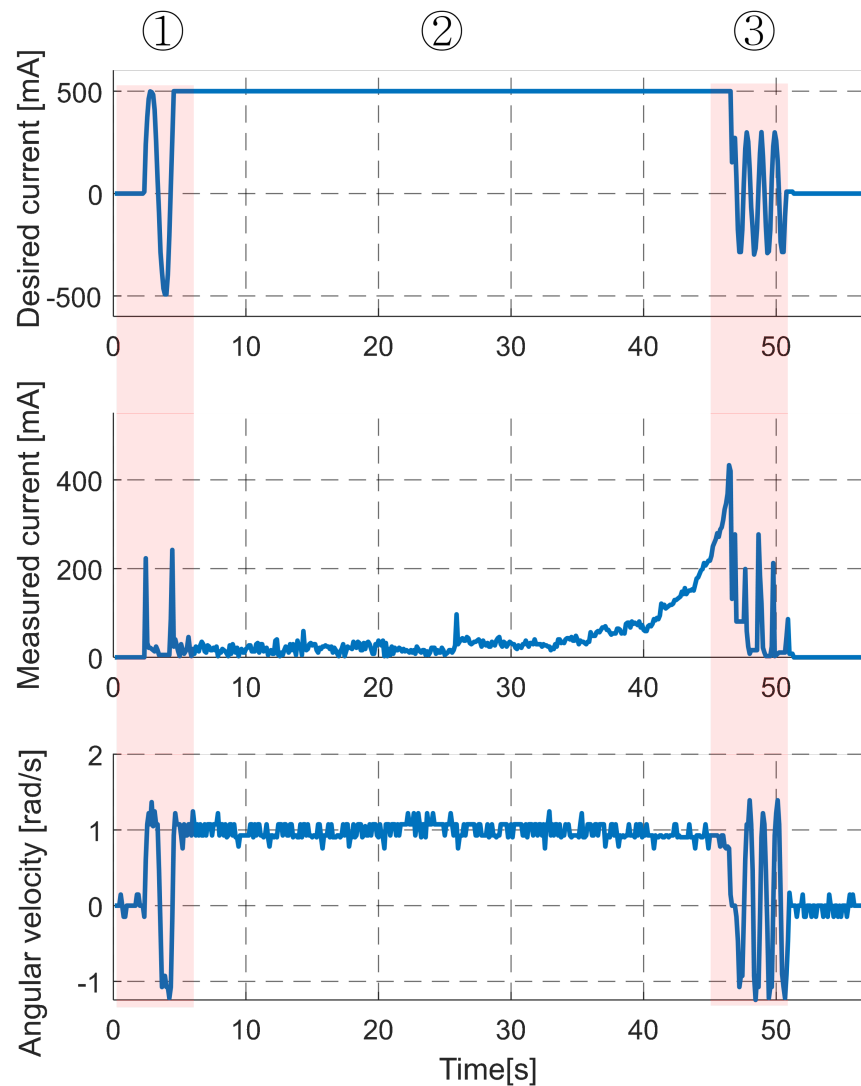 ① ② ③
Desired current [mA]
500
0
-500
0 10 20 30 40 50
Measured current [mA]
400
200
0
0 10 20 30 40 50
Angular velocity [rad/s]
2
1
0
-1
0 10 20 30 40 50
Time[s]